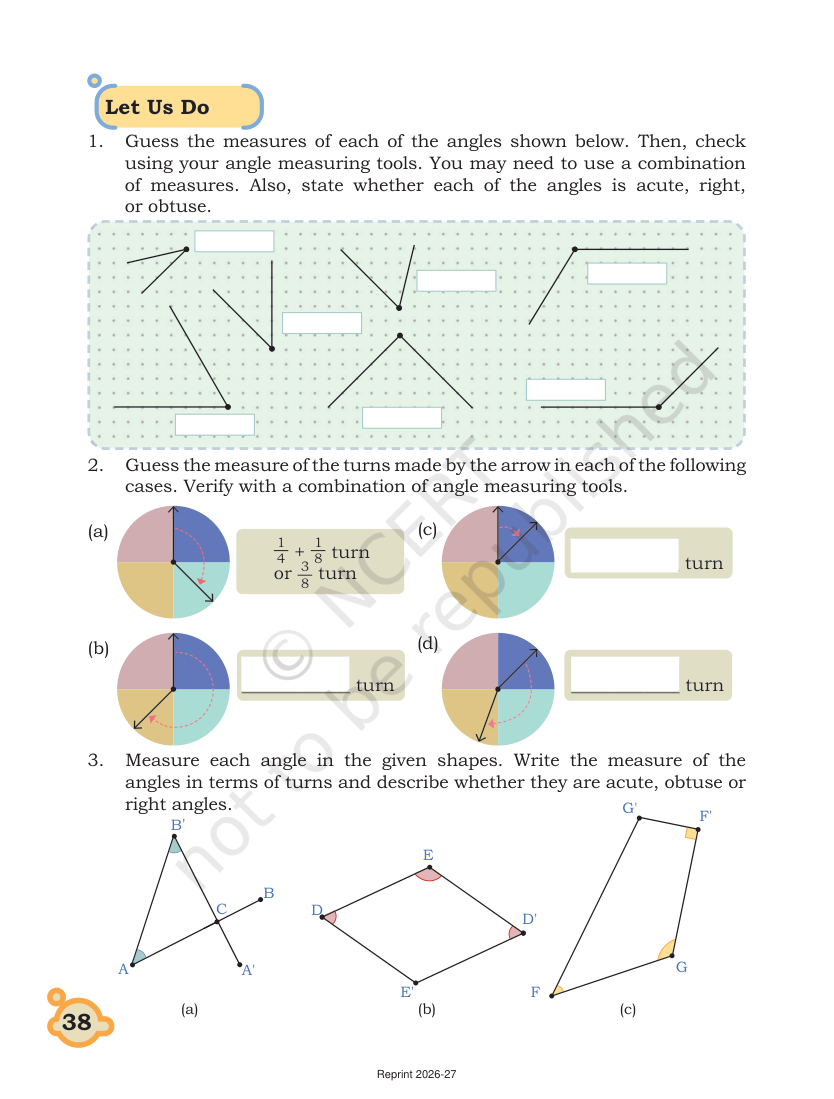 Let Us Do
1. Guess the measures of each of the angles shown below. Then, check
using your angle measuring tools. You may need to use a combination
of measures. Also, state whether each of the angles is acute, right,
or obtuse.
2. Guess the measure of the turns made by the arrow in each of the following
cases. Verify with a combination of angle measuring tools.
(a)
1/4 + 1/8 turn
or 3/8 turn
(c)
turn
(b)
turn
(d)
turn
3. Measure each angle in the given shapes. Write the measure of the
angles in terms of turns and describe whether they are acute, obtuse or
right angles.
B'
C
B
A
A'
(a)
E
D
D'
E'
(b)
G'
F'
G
F
(c)
© NCERT
not to be republished
38
Reprint 2026-27